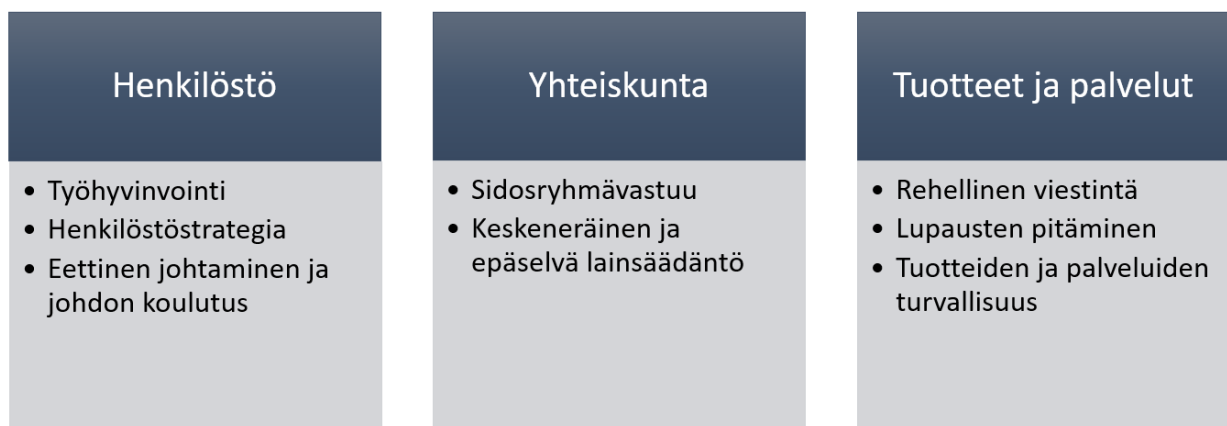 Henkilöstö
• Työhyvinvointi
• Henkilöstöstrategia
• Eettinen johtaminen ja
johdon koulutus
Yhteiskunta
• Sidosryhmävastuu
• Keskeneräinen ja
epäselvä lainsäädäntö
Tuotteet ja palvelut
• Rehellinen viestintä
• Lupausten pitäminen
• Tuotteiden ja palveluiden
turvallisuus